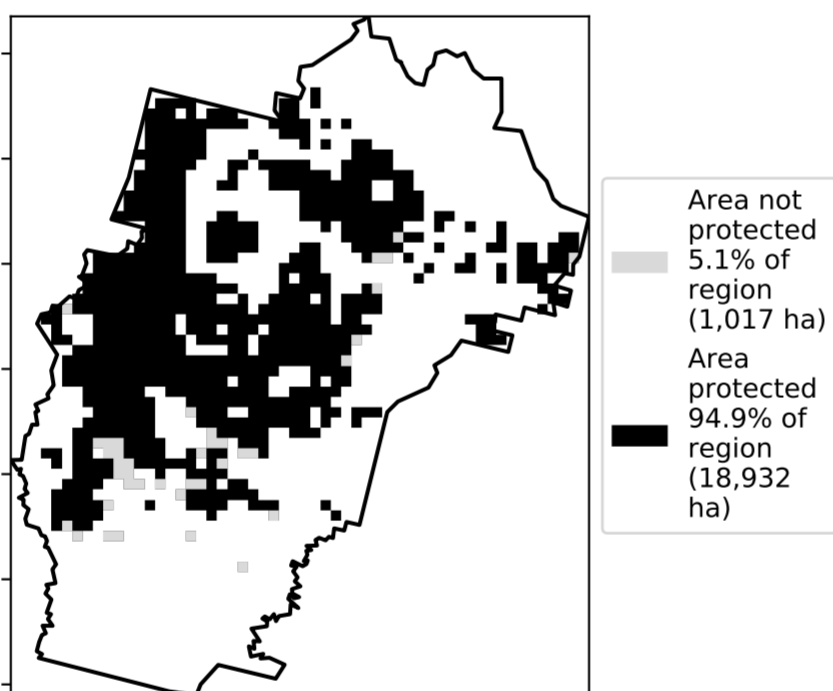 Area not
protected
5.1% of
region
(1,017 ha)
Area
protected
94.9% of
region
(18,932
ha)